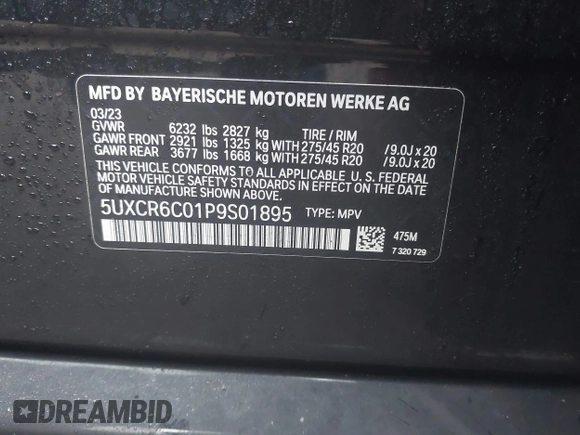 MFD BY BAYERISCHE MOTOREN WERKE AG
03/23
GVWR 6232 lbs 2827 kg TIRE / RIM
GAWR FRONT 2921 lbs 1325 kg WITH 275/45 R20 /9.0J x 20
GAWR REAR 3677 lbs 1668 kg WITH 275/45 R20 /9.0J x 20
THIS VEHICLE CONFORMS TO ALL APPLICABLE U. S. FEDERAL
MOTOR VEHICLE SAFETY STANDARDS IN EFFECT ON THE
DATE OF MANUFACTURE SHOWN ABOVE.
5UXCR6C01P9S01895 TYPE: MPV
475M
7 320 729
DREAMBID